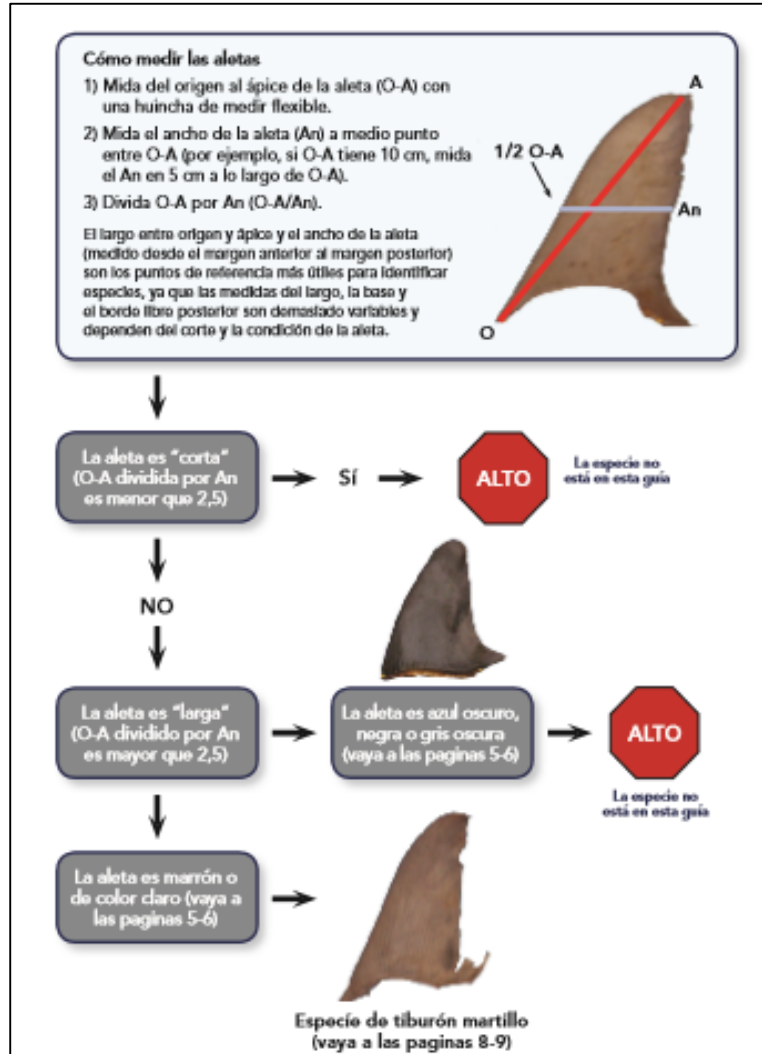 Cómo medir las aletas
1) Mida del origen al ápice de la aleta (O-A) con
una huincha de medir flexible.
2) Mida el ancho de la aleta (An) a medio punto
entre O-A (por ejemplo, si O-A tiene 10 cm, mida
el An en 5 cm a lo largo de O-A).
3) Divida O-A por An (O-A/An).
El largo entre origen y ápice y el ancho de la aleta
(medido desde el margen anterior al margen posterior)
son los puntos de referencia más útiles para identificar
especies, ya que las medidas del largo, la base y
el borde libre posterior son demasiado variables y
dependen del corte y la condición de la aleta.
A
1/2 O-A
An
O
La aleta es "corta"
(O-A dividida por An
es menor que 2,5)
SÍ
ALTO
La especie no
está en esta guía
NO
La aleta es "larga"
(O-A dividido por An
es mayor que 2,5)
La aleta es azul oscuro,
negra o gris oscura
(vaya a las paginas 5-6)
ALTO
La especie no
está en esta guía
La aleta es marrón o
de color claro (vaya a
las paginas 5-6)
Especíe de tiburón martillo
(vaya a las paginas 8-9)